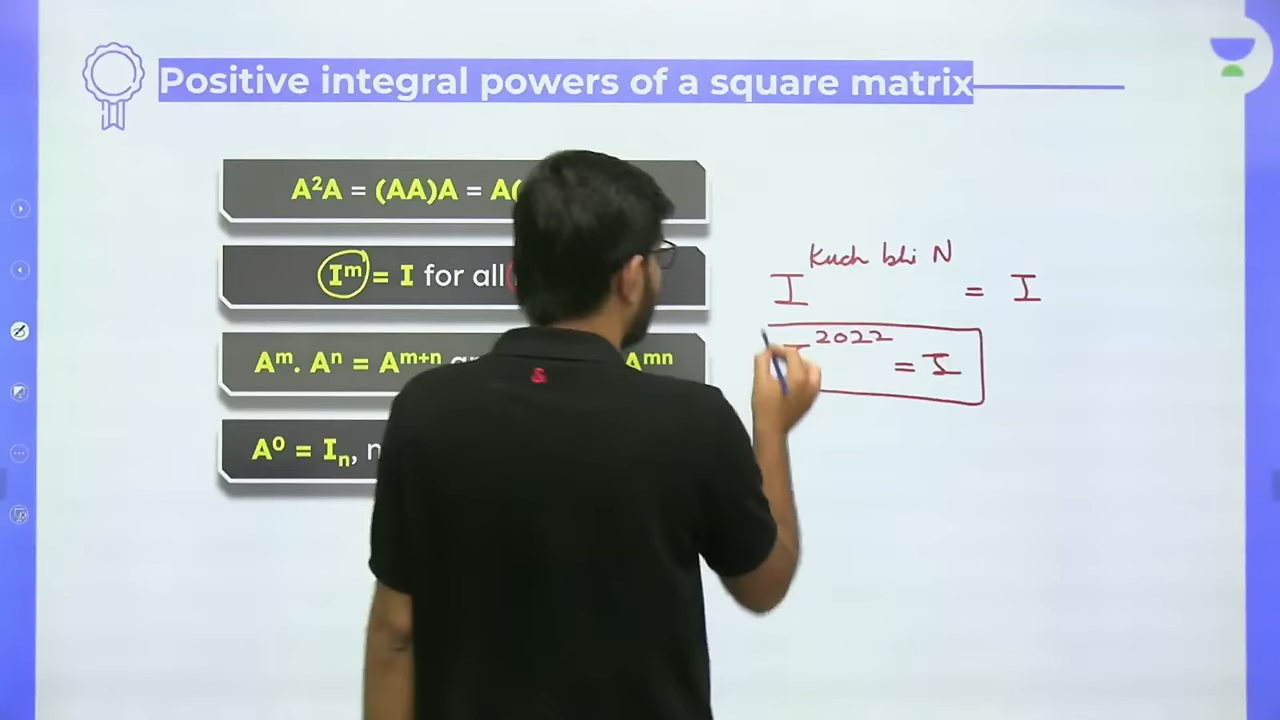 Positive integral powers of a square matrix
A²A = (AA)A = A(
Iᵐ = I for all
Aᵐ. Aⁿ = Aᵐ⁺ⁿ Aᵐⁿ
A⁰ = Iₙ,
I Kuch bhi N = I
I 2022 = I
S